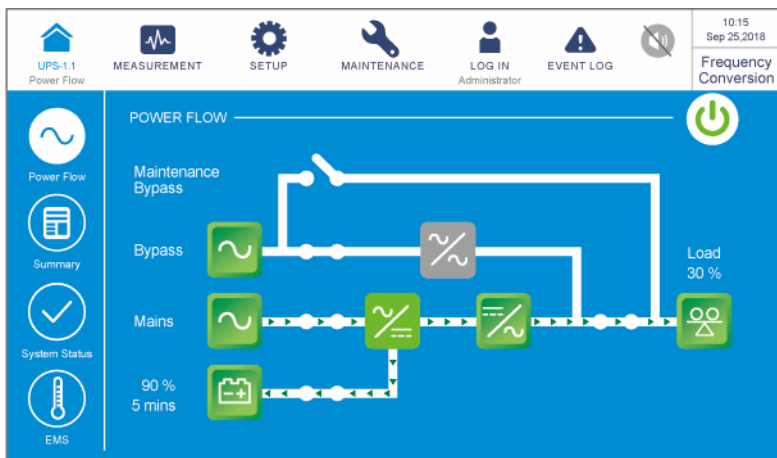 10:15
Sep 25,2018
UPS-1.1
Power Flow
MEASUREMENT
SETUP
MAINTENANCE
LOG IN
Administrator
EVENT LOG
Frequency
Conversion
POWER FLOW
Power Flow
Summary
System Status
EMS
Maintenance
Bypass
Bypass
Load
30 %
Mains
90 %
5 mins